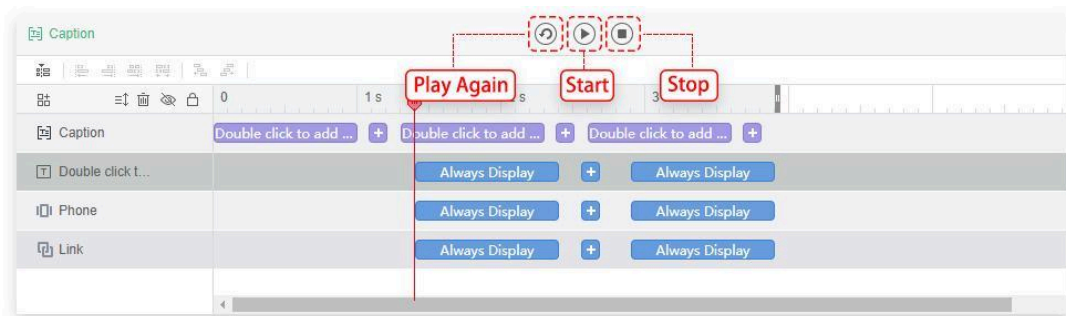 Caption
Play Again
Start
Stop
0
1 s
s
3
Caption
Double click to add ...
+
Double click to add ...
+
Double click to add ...
+
T
Double click t...
Always Display
+
Always Display
Phone
Always Display
+
Always Display
Link
Always Display
+
Always Display